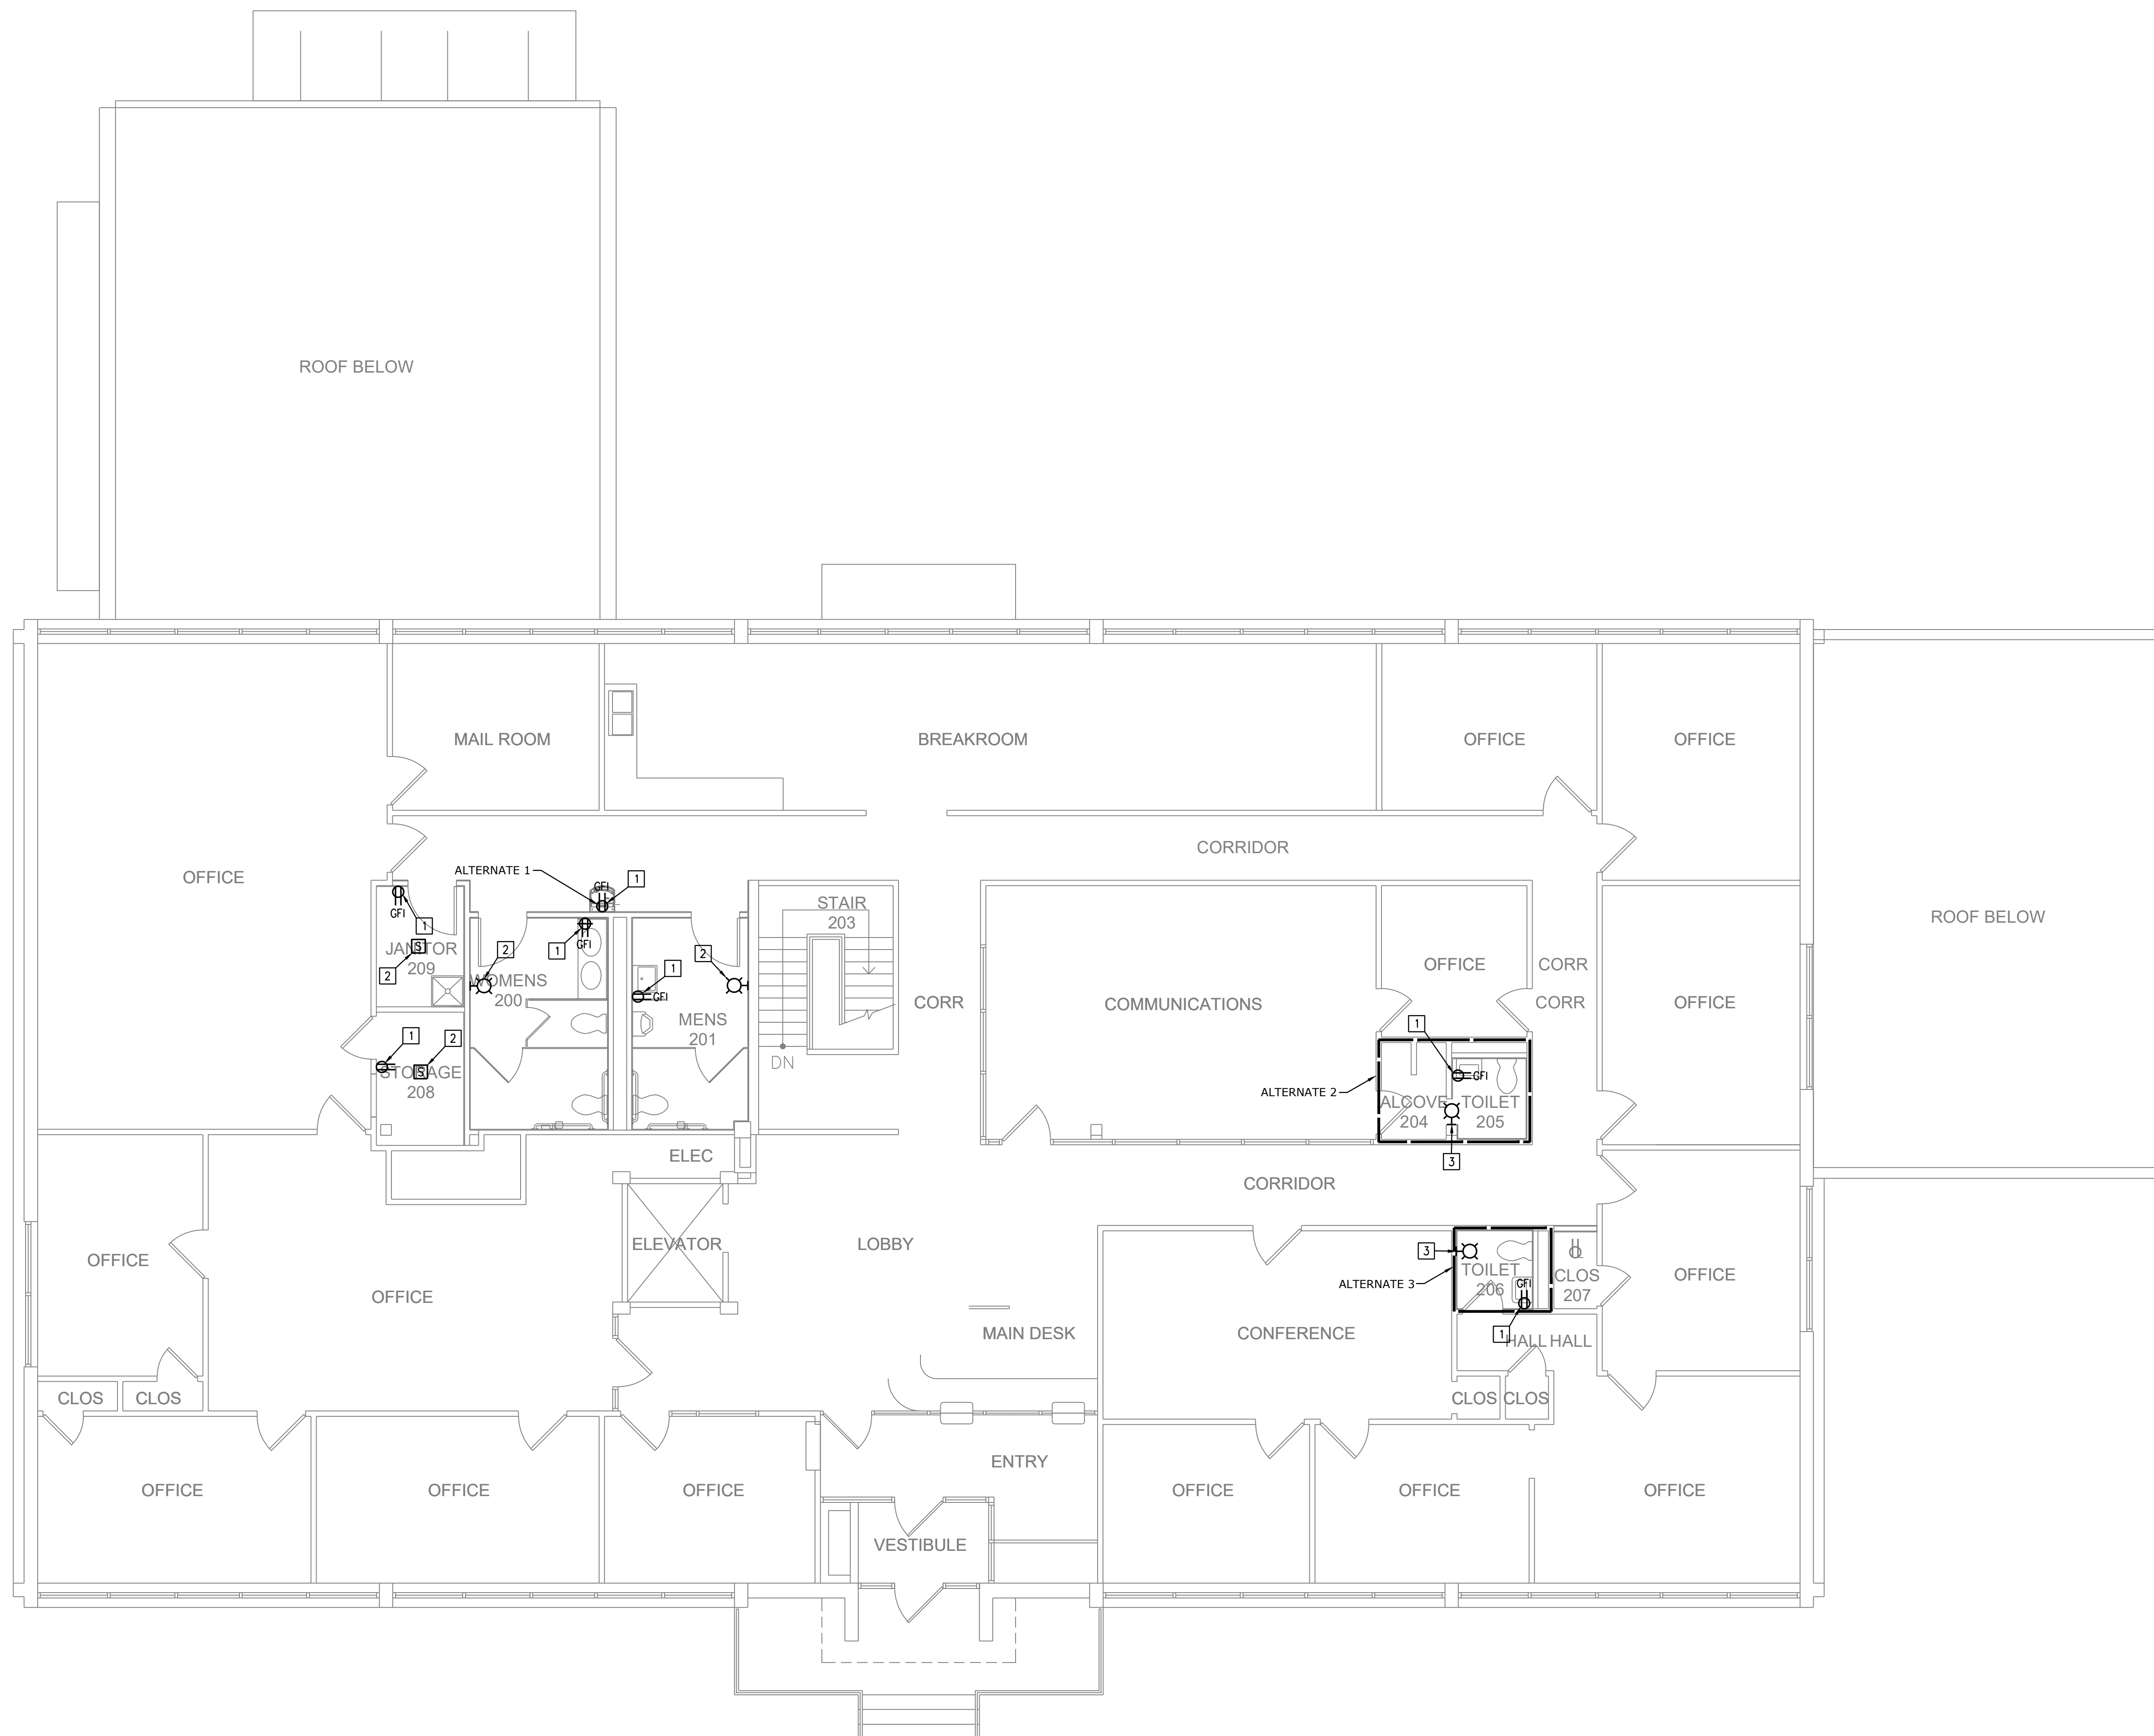 ROOF BELOW
MAIL ROOM
BREAKROOM
OFFICE
OFFICE
CORRIDOR
ALTERNATE 1
GFI
1
OFFICE
STAIR
203
ROOF BELOW
GFI
1
1
GFI
JANITOR
209
S
2
2
WOMENS
200
2
1
GFI
MENS
201
OFFICE
CORR
CORR
CORR
COMMUNICATIONS
OFFICE
1
2
STORAGE
208
S
DN
1
GFI
ALTERNATE 2
ALCOVE
204
TOILET
205
3
ELEC
CORRIDOR
OFFICE
ELEVATOR
LOBBY
3
TOILET
206
GFI
ALTERNATE 3
CLOS
207
OFFICE
OFFICE
MAIN DESK
CONFERENCE
1
HALL
HALL
CLOS
CLOS
CLOS
CLOS
ENTRY
OFFICE
OFFICE
OFFICE
OFFICE
OFFICE
OFFICE
VESTIBULE